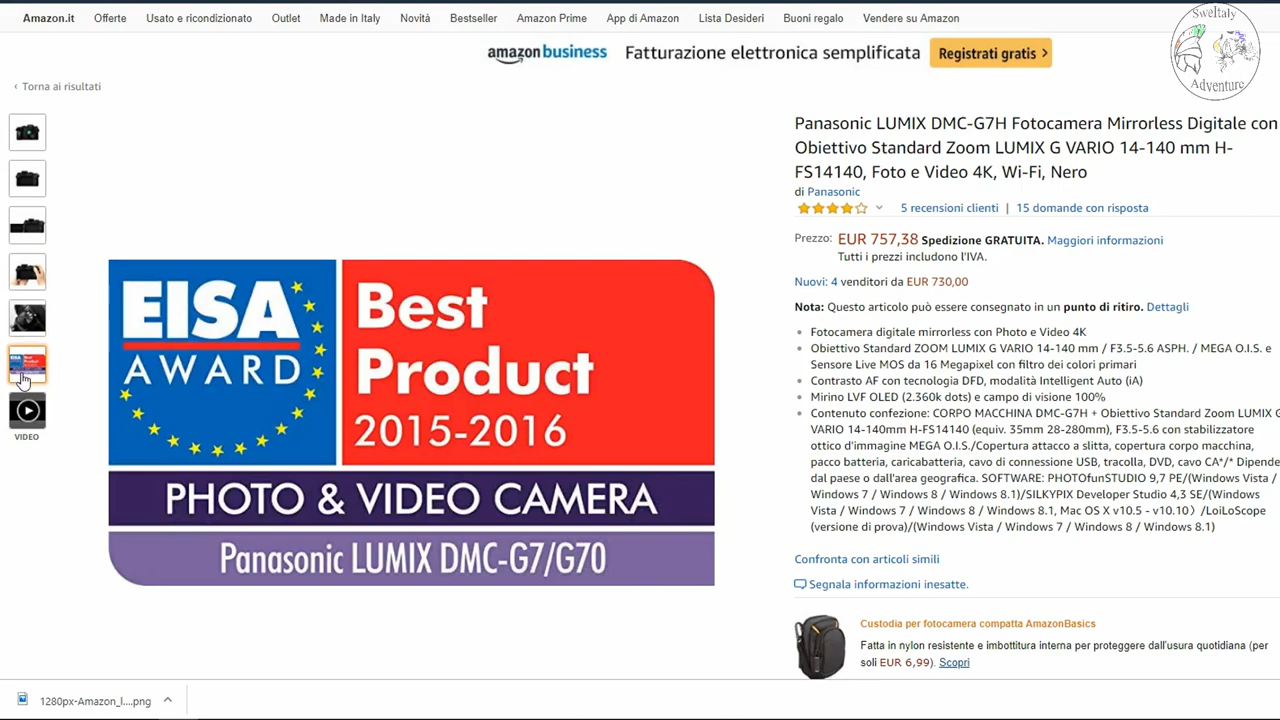 Amazon.it Offerte Usato e ricondizionato Outlet Made in Italy Novità Bestseller Amazon Prime App di Amazon Lista Desideri Buoni regalo Vendere su Amazon
SweItaly
Adventure
amazon business Fatturazione elettronica semplificata Registrati gratis ›
‹ Torna ai risultati
Panasonic LUMIX DMC-G7H Fotocamera Mirrorless Digitale con
Obiettivo Standard Zoom LUMIX G VARIO 14-140 mm H-
FS14140, Foto e Video 4K, Wi-Fi, Nero
di Panasonic
5 recensioni clienti | 15 domande con risposta
Prezzo: EUR 757,38 Spedizione GRATUITA. Maggiori informazioni
Tutti i prezzi includono l'IVA.
Nuovi: 4 venditori da EUR 730,00
Nota: Questo articolo può essere consegnato in un punto di ritiro. Dettagli
• Fotocamera digitale mirrorless con Photo e Video 4K
• Obiettivo Standard ZOOM LUMIX G VARIO 14-140 mm / F3.5-5.6 ASPH. / MEGA O.I.S. e
Sensore Live MOS da 16 Megapixel con filtro dei colori primari
• Contrasto AF con tecnologia DFD, modalità Intelligent Auto (iA)
• Mirino LVF OLED (2.360k dots) e campo di visione 100%
• Contenuto confezione: CORPO MACCHINA DMC-G7H + Obiettivo Standard Zoom LUMIX G
VARIO 14-140mm H-FS14140 (equiv. 35mm 28-280mm), F3.5-5.6 con stabilizzatore
ottico d'immagine MEGA O.I.S./Copertura attacco a slitta, copertura corpo macchina,
pacco batteria, caricabatteria, cavo di connessione USB, tracolla, DVD, cavo CA*/* Dipende
dal paese o dall'area geografica. SOFTWARE: PHOTOfunSTUDIO 9,7 PE/(Windows Vista /
Windows 7 / Windows 8 / Windows 8.1)/SILKYPIX Developer Studio 4,3 SE/(Windows
Vista / Windows 7 / Windows 8 / Windows 8.1, Mac OS X v10.5 - v10.10）/LoiLoScope
(versione di prova)/(Windows Vista / Windows 7 / Windows 8 / Windows 8.1)
Confronta con articoli simili
Segnala informazioni inesatte.
Custodia per fotocamera compatta AmazonBasics
Fatta in nylon resistente e imbottitura interna per proteggere dall'usura quotidiana (per
soli EUR 6,99). Scopri
EISA
AWARD
Best
Product
2015-2016
PHOTO & VIDEO CAMERA
Panasonic LUMIX DMC-G7/G70
VIDEO
1280px-Amazon_l....png